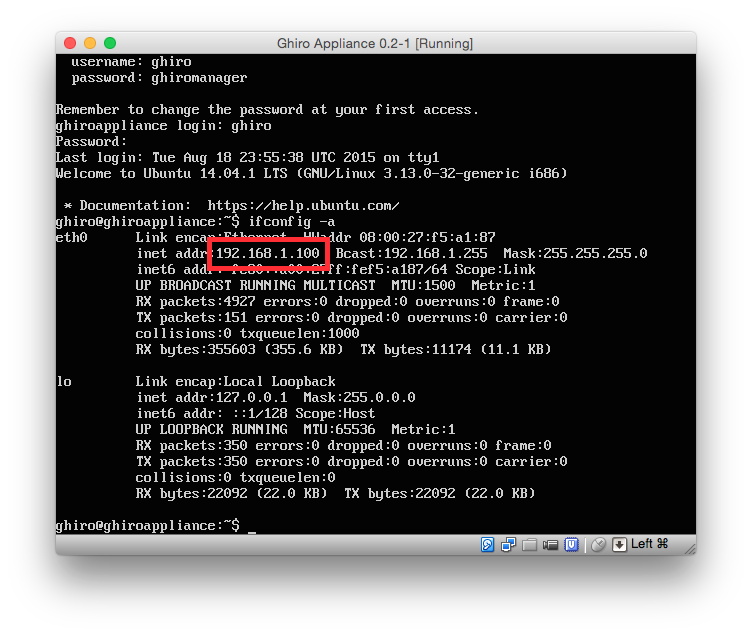 Ghiro Appliance 0.2-1 [Running]
username: ghiro
password: ghiromanager
Remember to change the password at your first access.
ghiroappliance login: ghiro
Password:
Last login: Tue Aug 18 23:55:38 UTC 2015 on tty1
Welcome to Ubuntu 14.04.1 LTS (GNU/Linux 3.13.0-32-generic i686)
* Documentation:  https://help.ubuntu.com/
ghiro@ghiroappliance:~$ ifconfig -a
eth0 Link encap:Ethernet HWaddr 08:00:27:f5:a1:87
inet addr:192.168.1.100 Bcast:192.168.1.255 Mask:255.255.255.0
inet6 addr: fe80::a00:27ff:fef5:a187/64 Scope:Link
UP BROADCAST RUNNING MULTICAST MTU:1500 Metric:1
RX packets:4927 errors:0 dropped:0 overruns:0 frame:0
TX packets:151 errors:0 dropped:0 overruns:0 carrier:0
collisions:0 txqueuelen:1000
RX bytes:355603 (355.6 KB) TX bytes:11174 (11.1 KB)
lo Link encap:Local Loopback
inet addr:127.0.0.1 Mask:255.0.0.0
inet6 addr: ::1/128 Scope:Host
UP LOOPBACK RUNNING MTU:65536 Metric:1
RX packets:350 errors:0 dropped:0 overruns:0 frame:0
TX packets:350 errors:0 dropped:0 overruns:0 carrier:0
collisions:0 txqueuelen:0
RX bytes:22092 (22.0 KB) TX bytes:22092 (22.0 KB)
ghiro@ghiroappliance:~$ _
Left ⌘